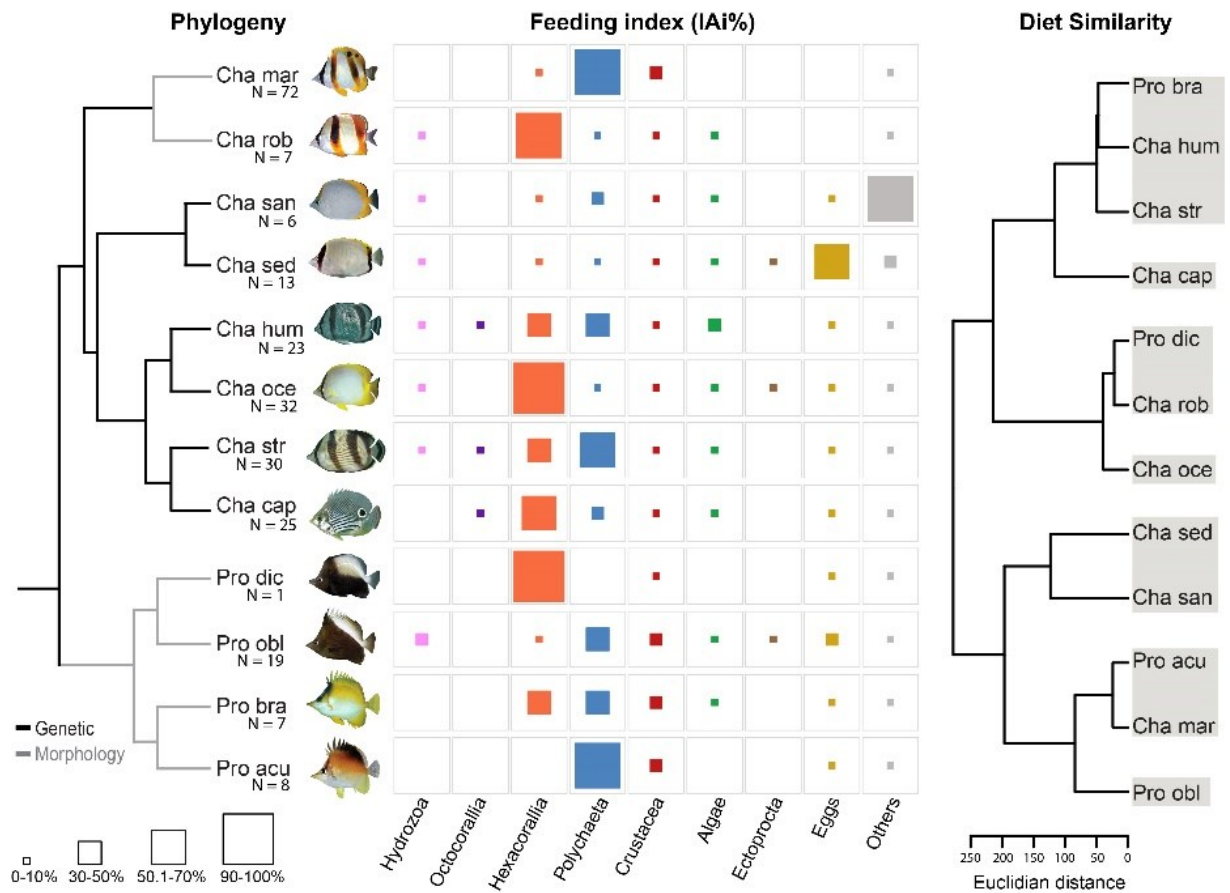 Phylogeny
Feeding index (IAi%)
Diet Similarity
Cha mar
N = 72
Cha rob
N = 7
Cha san
N = 6
Cha sed
N = 13
Cha hum
N = 23
Cha oce
N = 32
Cha str
N = 30
Cha cap
N = 25
Pro dic
N = 1
Pro obl
N = 19
Pro bra
N = 7
Pro acu
N = 8
Genetic
Morphology
0-10%
30-50%
50.1-70%
90-100%
Hydrozoa
Octocorallia
Hexacorallia
Polychaeta
Crustacea
Algae
Ectoprocta
Eggs
Others
Pro bra
Cha hum
Cha str
Cha cap
Pro dic
Cha rob
Cha oce
Cha sed
Cha san
Pro acu
Cha mar
Pro obl
250 200 150 100 50 0
Euclidian distance